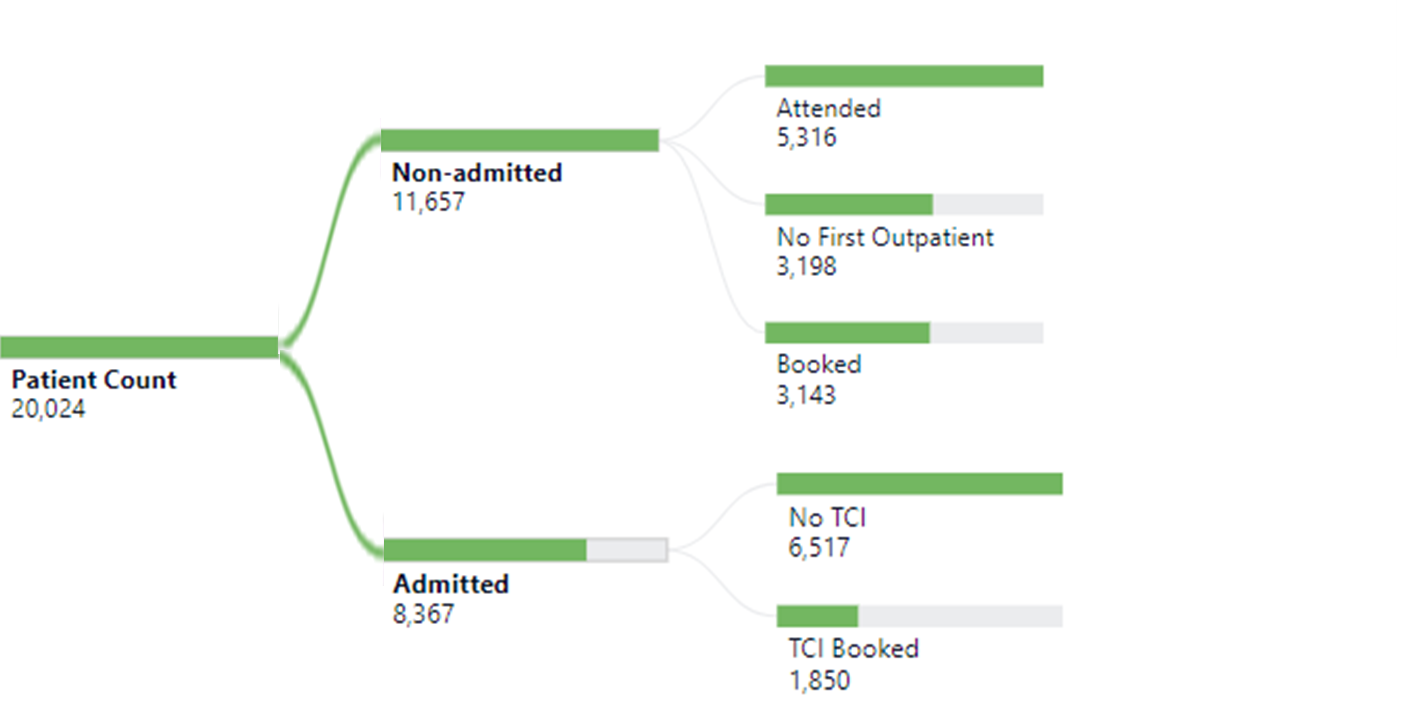 Patient Count
20,024
Non-admitted
11,657
Attended
5,316
No First Outpatient
3,198
Booked
3,143
Admitted
8,367
No TCI
6,517
TCI Booked
1,850